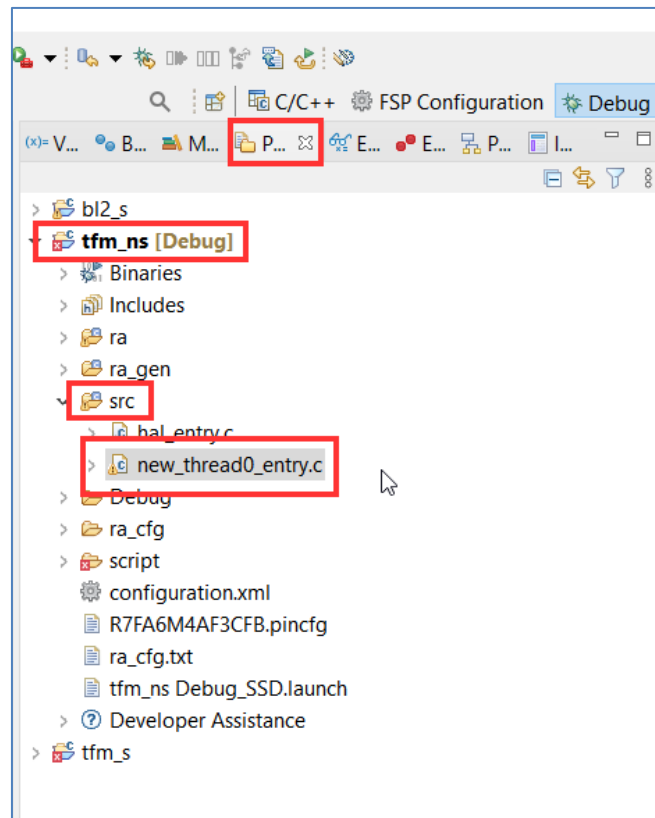 C/C++ FSP Configuration Debug
(x)= V... B... M... P... E... E... P... I...
bl2_s
tfm_ns [Debug]
Binaries
Includes
ra
ra_gen
src
hal_entry.c
new_thread0_entry.c
Debug
ra_cfg
script
configuration.xml
R7FA6M4AF3CFB.pincfg
ra_cfg.txt
tfm_ns Debug_SSD.launch
Developer Assistance
tfm_s